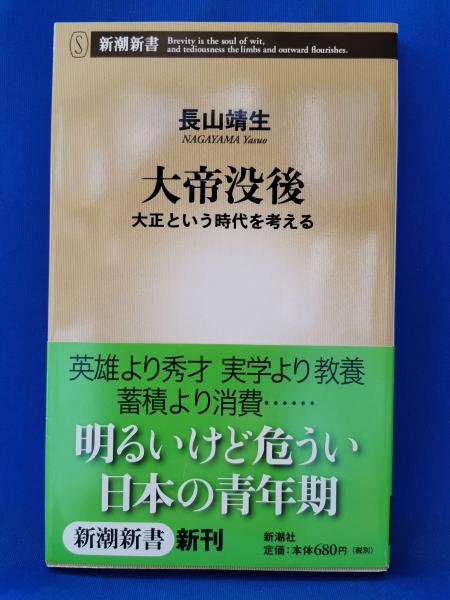 S 新潮新書
Brevity is the soul of wit,
and tediousness the limbs and outward flourishes.
長山靖生
NAGAYAMA Yasuo
大帝没後
大正という時代を考える
英雄より秀才 実学より教養
蓄積より消費……
明るいけど危うい
日本の青年期
新潮新書 新刊
新潮社
定価:本体680円(税別)